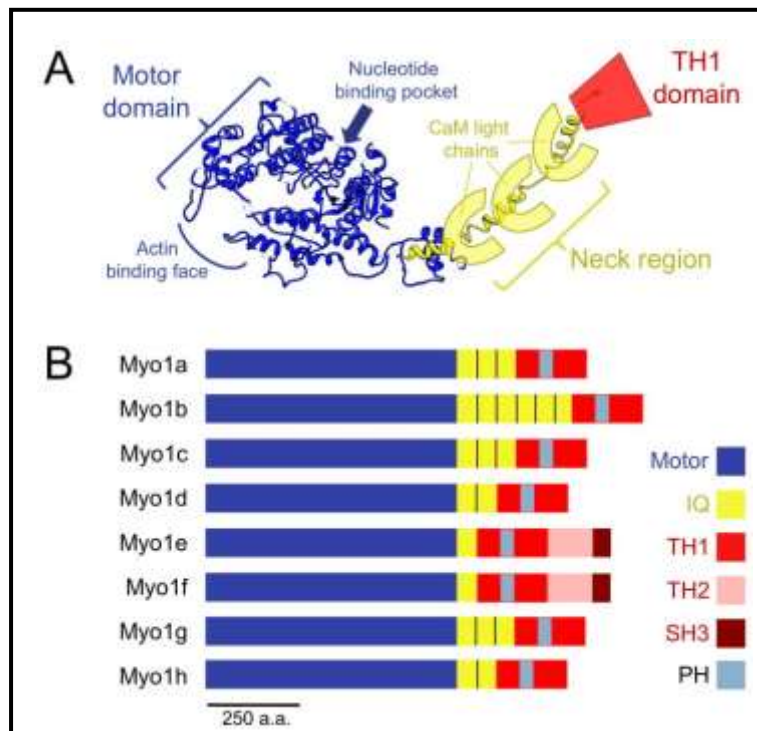 A
Motor
domain
Nucleotide
binding pocket
TH1
domain
CaM light
chains
Actin
binding face
Neck region
B
Myo1a
Myo1b
Myo1c
Myo1d
Myo1e
Myo1f
Myo1g
Myo1h
Motor
IQ
TH1
TH2
SH3
PH
250 a.a.